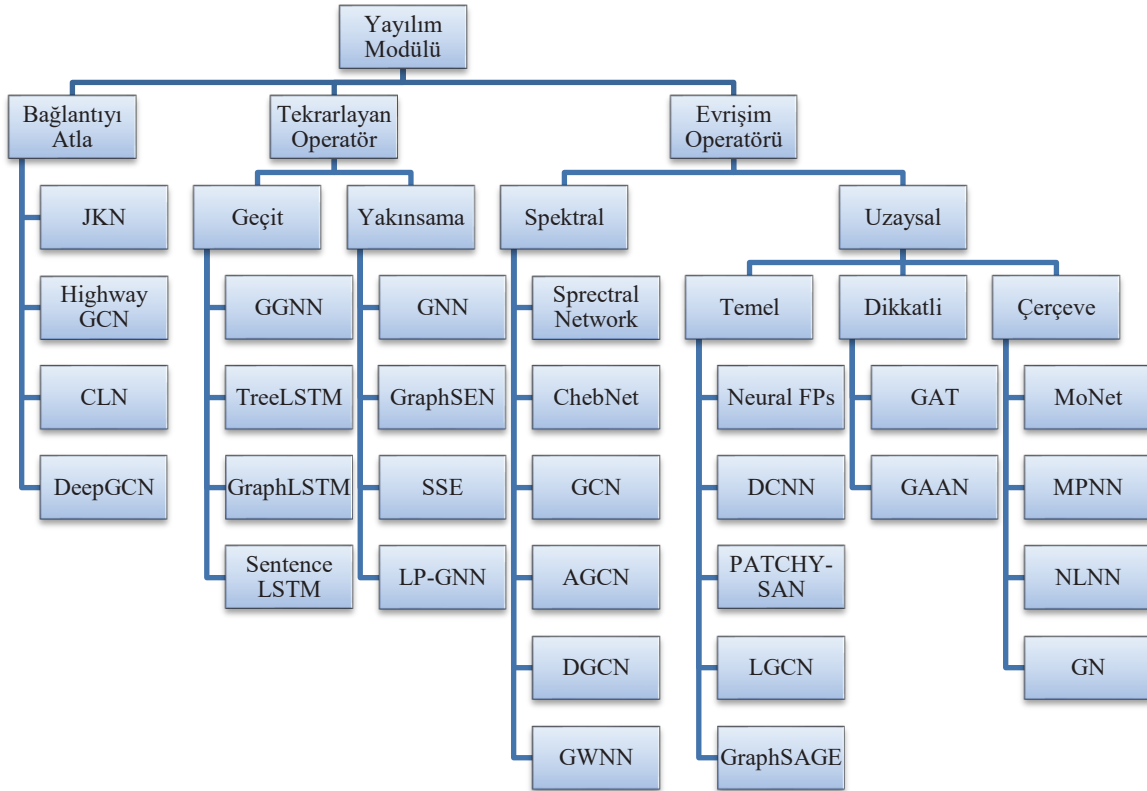 Yayılım
Modülü
Bağlantıyı
Atla
JKN
Highway
GCN
CLN
DeepGCN
Tekrarlayan
Operatör
Geçit
GGNN
TreeLSTM
GraphLSTM
Sentence
LSTM
Yakınsama
GNN
GraphSEN
SSE
LP-GNN
Evrişim
Operatörü
Spektral
Sprectral
Network
ChebNet
GCN
AGCN
DGCN
GWNN
Uzaysal
Temel
Neural FPs
DCNN
PATCHY-
SAN
LGCN
GraphSAGE
Dikkatli
GAT
GAAN
Çerçeve
MoNet
MPNN
NLNN
GN